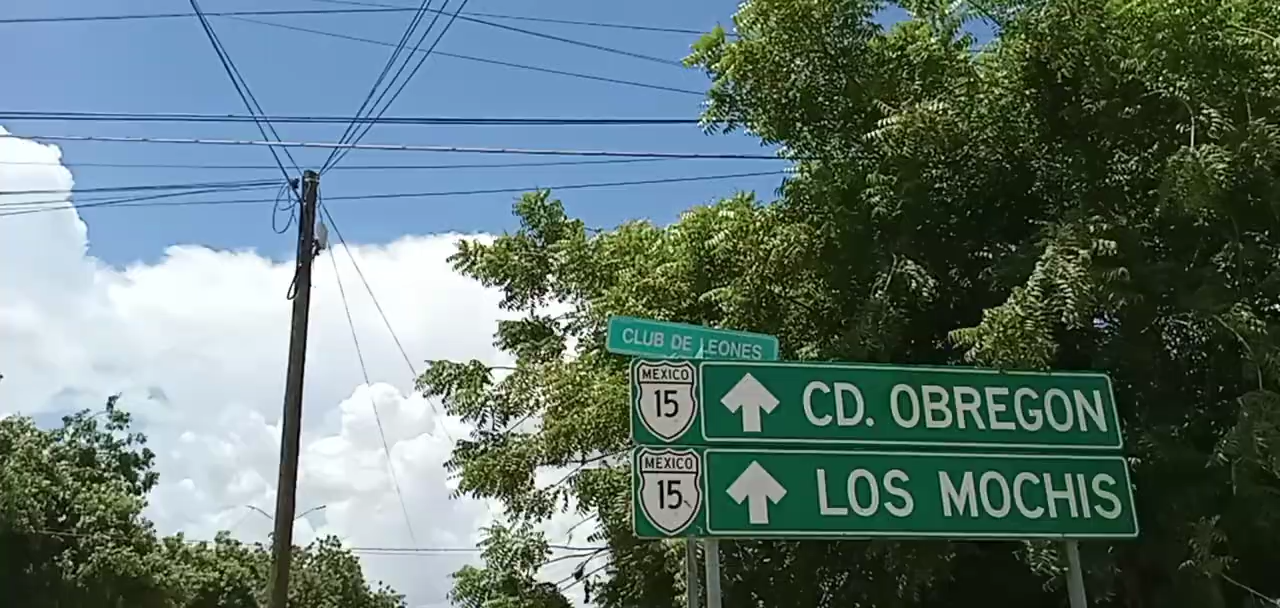 CLUB DE LEONES
MEXICO
15
CD. OBREGON
MEXICO
15
LOS MOCHIS